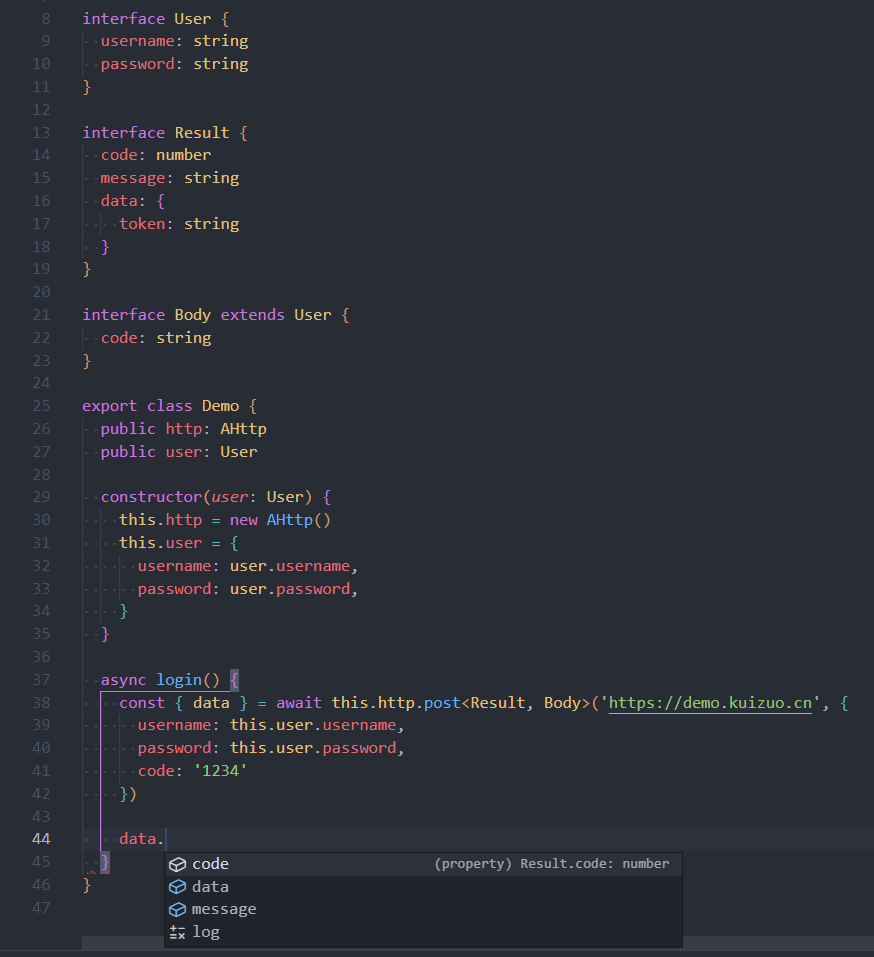 8 interface User {
9 username: string
10 password: string
11 }
12
13 interface Result {
14 code: number
15 message: string
16 data: {
17 token: string
18 }
19 }
20
21 interface Body extends User {
22 code: string
23 }
24
25 export class Demo {
26 public http: AHttp
27 public user: User
28
29 constructor(user: User) {
30 this.http = new AHttp()
31 this.user = {
32 username: user.username,
33 password: user.password,
34 }
35 }
36
37 async login() {
38 const { data } = await this.http.post<Result, Body>('https://demo.kuizuo.cn', {
39 username: this.user.username,
40 password: this.user.password,
41 code: '1234'
42 })
43
44 data.
45 }
code (property) Result.code: number
46 }
data
47
message
log